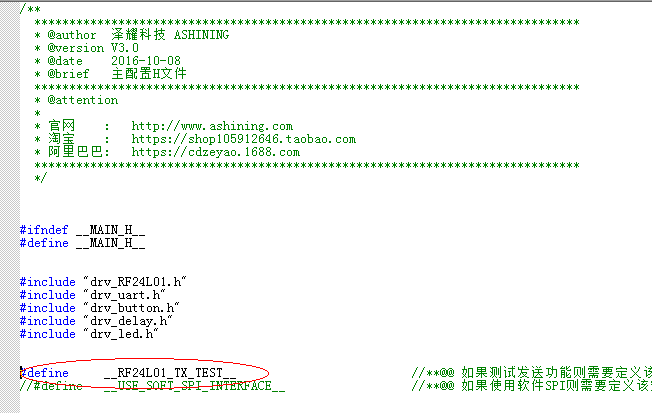 /**
******************************************************************************
* @author  泽耀科技 ASHINING
* @version V3.0
* @date    2016-10-08
* @brief   主配置H文件
******************************************************************************
* @attention
*
* 官网    :   http://www.ashining.com
* 淘宝    :   https://shop105912646.taobao.com
* 阿里巴巴:   https://cdzeyao.1688.com
******************************************************************************
*/
#ifndef __MAIN_H__
#define __MAIN_H__
#include "drv_RF24L01.h"
#include "drv_uart.h"
#include "drv_button.h"
#include "drv_delay.h"
#include "drv_led.h"
#define     __RF24L01_TX_TEST__     //**@@ 如果测试发送功能则需要定义该
//#define   __USE_SOFT_SPI_INTERFACE__     //**@@ 如果使用软件SPI则需要定义该